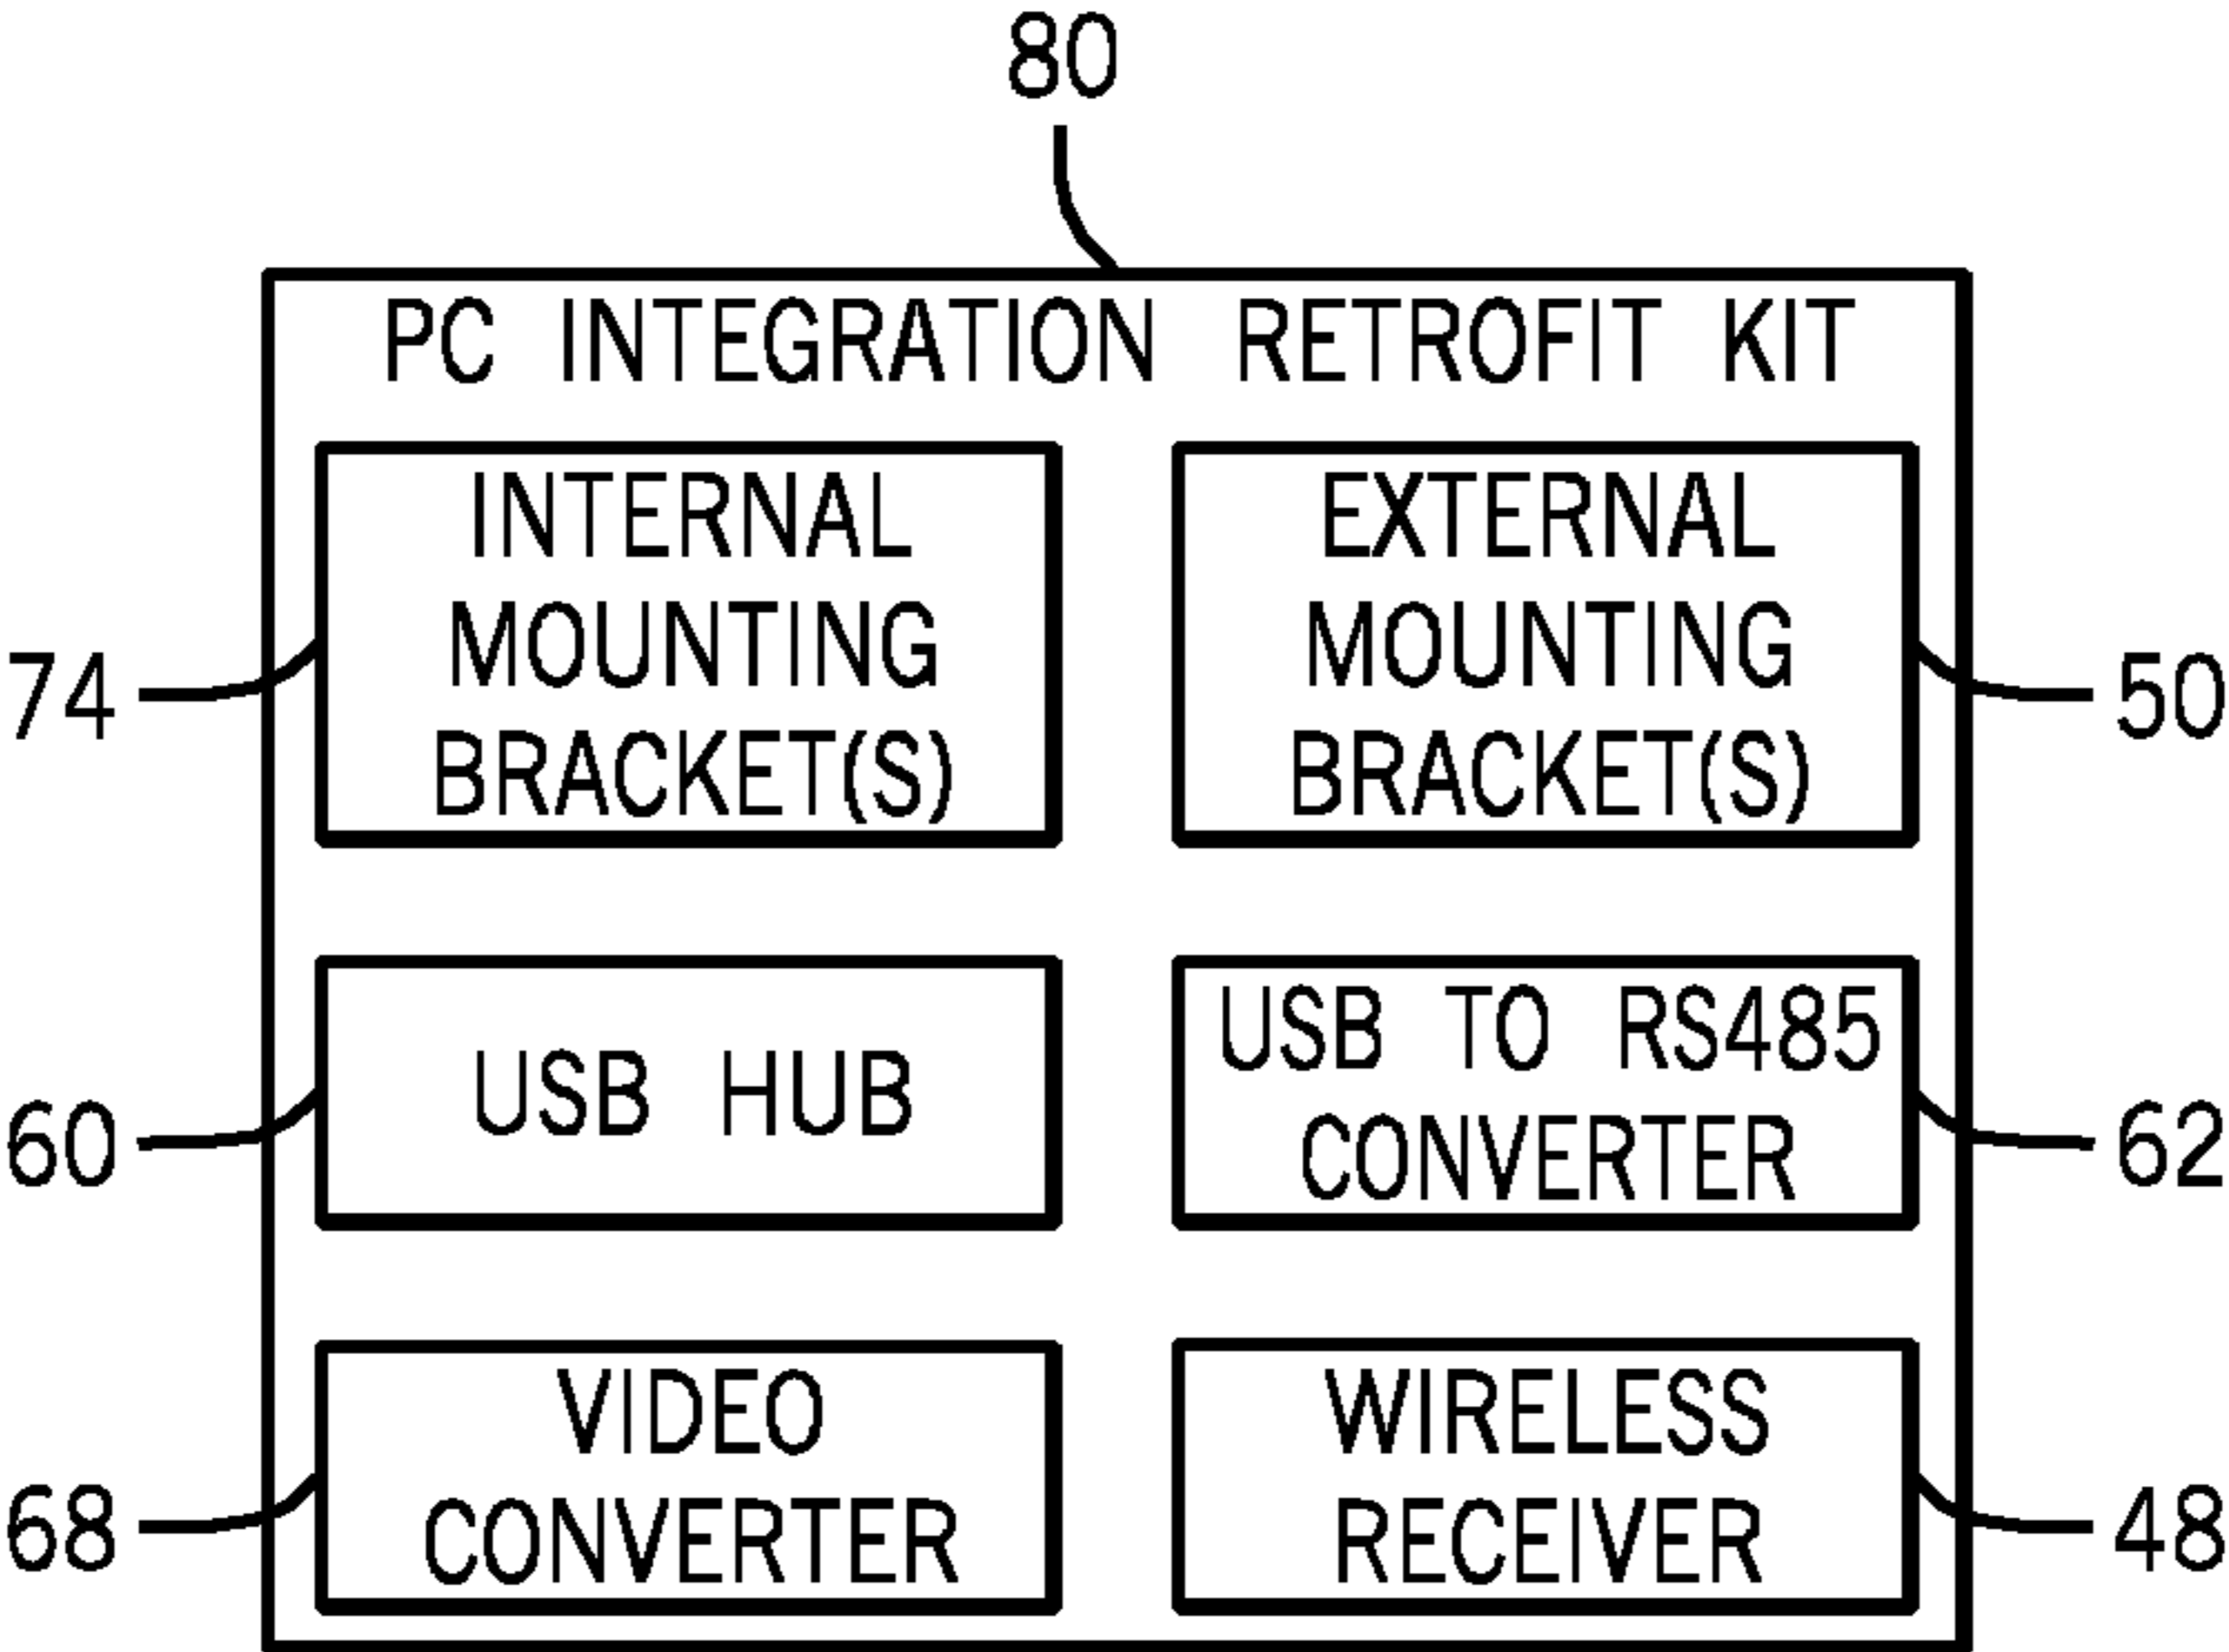 80
PC INTEGRATION RETROFIT KIT
INTERNAL
MOUNTING
BRACKET(S)
74
EXTERNAL
MOUNTING
BRACKET(S)
50
USB HUB
60
USB TO RS485
CONVERTER
62
VIDEO
CONVERTER
68
WIRELESS
RECEIVER
48